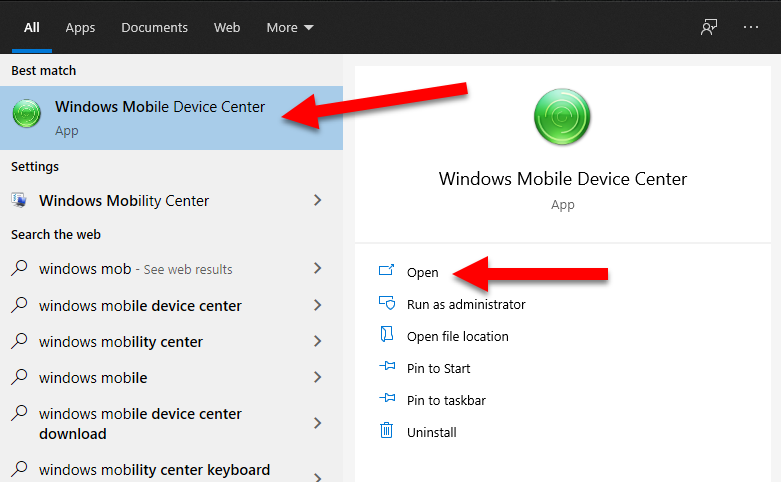 All Apps Documents Web More
Best match
Windows Mobile Device Center
App
Settings
Windows Mobility Center
Search the web
windows mob - See web results
windows mobile device center
windows mobility center
windows mobile
windows mobile device center
download
windows mobility center keyboard
Windows Mobile Device Center
App
Open
Run as administrator
Open file location
Pin to Start
Pin to taskbar
Uninstall